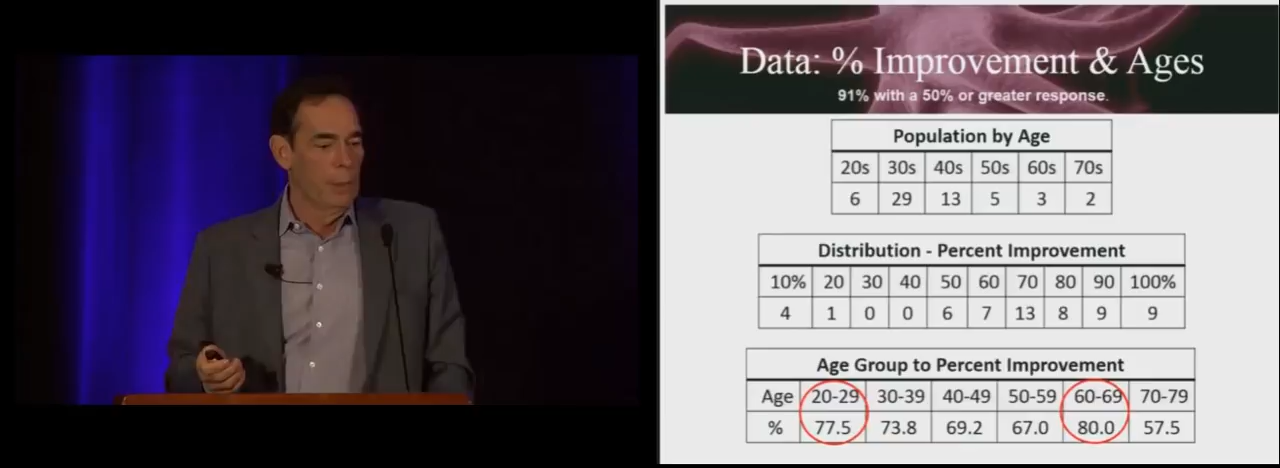 Data: % Improvement & Ages
91% with a 50% or greater response.
Population by Age
20s 30s 40s 50s 60s 70s
6 29 13 5 3 2
Distribution - Percent Improvement
10% 20 30 40 50 60 70 80 90 100%
4 1 0 0 6 7 13 8 9 9
Age Group to Percent Improvement
Age 20-29 30-39 40-49 50-59 60-69 70-79
% 77.5 73.8 69.2 67.0 80.0 57.5